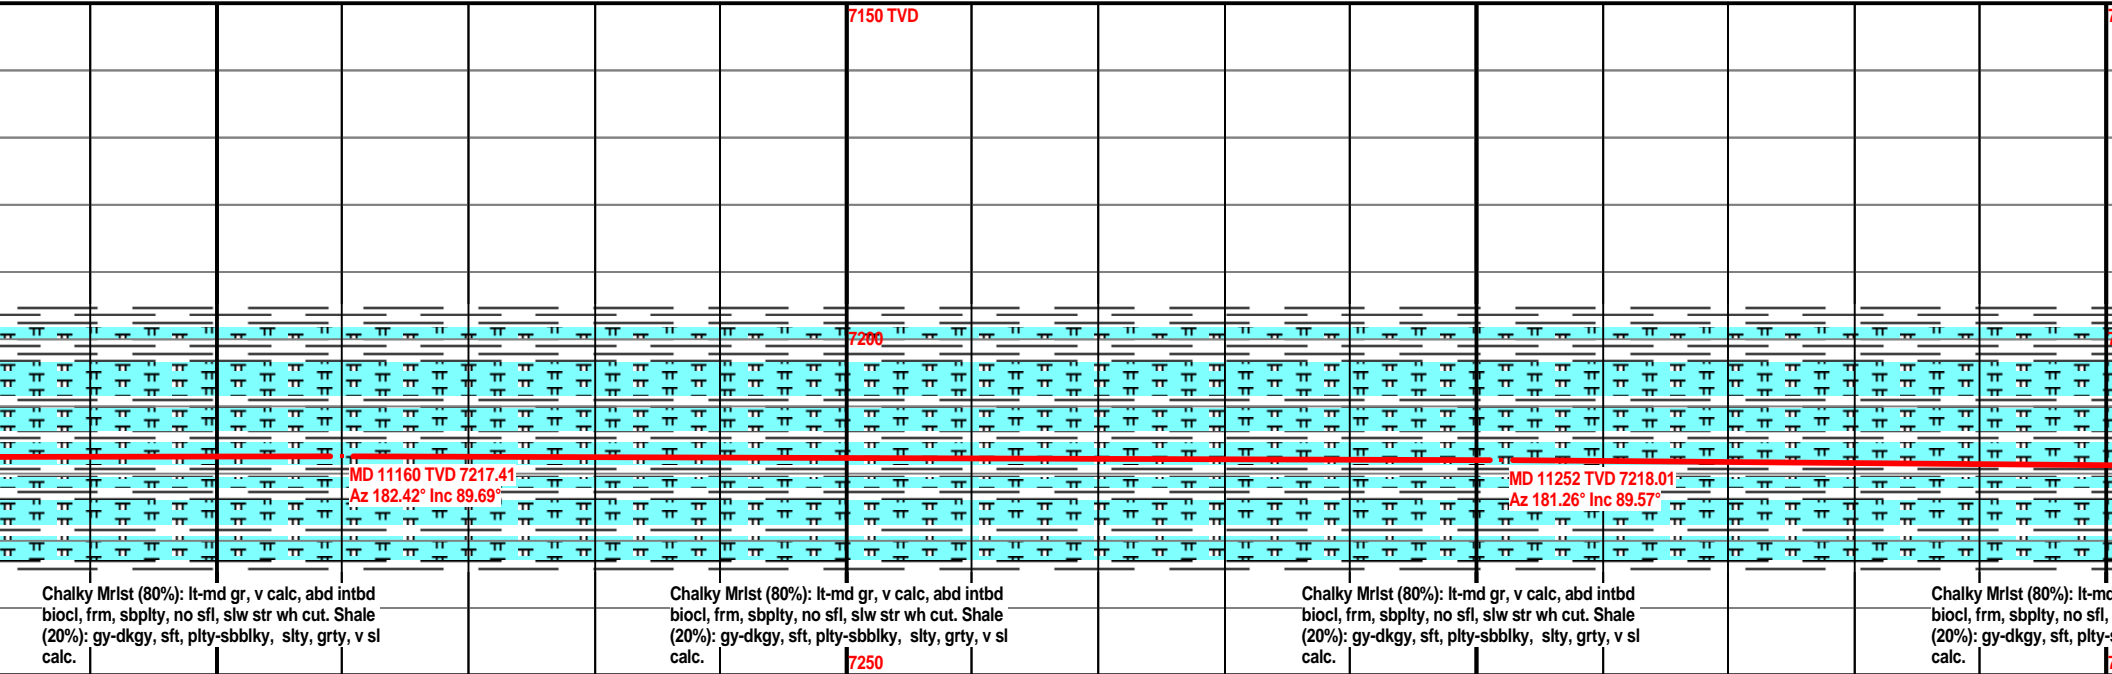 7150 TVD
7200
MD 11160 TVD 7217.41
Az 182.42° Inc 89.69°
MD 11252 TVD 7218.01
Az 181.26° Inc 89.57°
Chalky Mrlst (80%): lt-md gr, v calc, abd intbd
biocl, frm, sbplty, no sfl, slw str wh cut. Shale
(20%): gy-dkgy, sft, plty-sbblky, slty, grty, v sl
calc.
Chalky Mrlst (80%): lt-md gr, v calc, abd intbd
biocl, frm, sbplty, no sfl, slw str wh cut. Shale
(20%): gy-dkgy, sft, plty-sbblky, slty, grty, v sl
calc.
7250
Chalky Mrlst (80%): lt-md gr, v calc, abd intbd
biocl, frm, sbplty, no sfl, slw str wh cut. Shale
(20%): gy-dkgy, sft, plty-sbblky, slty, grty, v sl
calc.
Chalky Mrlst (80%): lt-md
biocl, frm, sbplty, no sfl,
(20%): gy-dkgy, sft, plty-
calc.